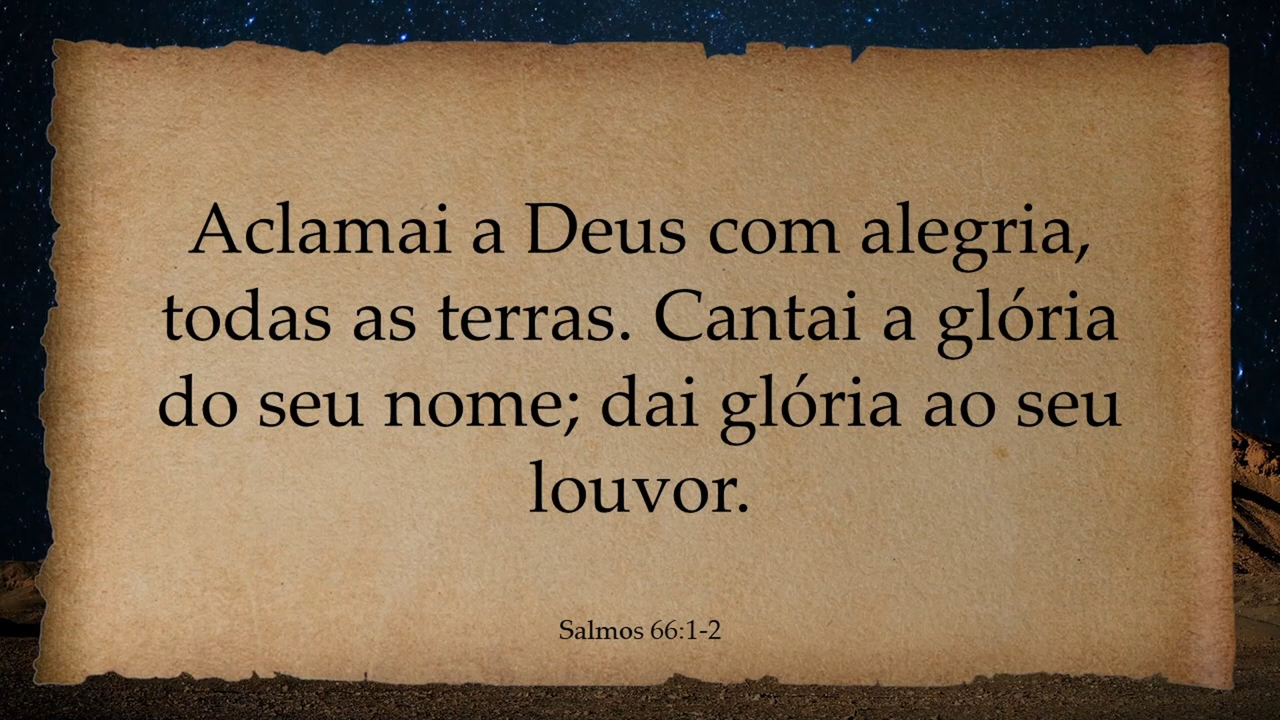 Aclamai a Deus com alegria,
todas as terras. Cantai a glória
do seu nome; dai glória ao seu
louvor.
Salmos 66:1-2